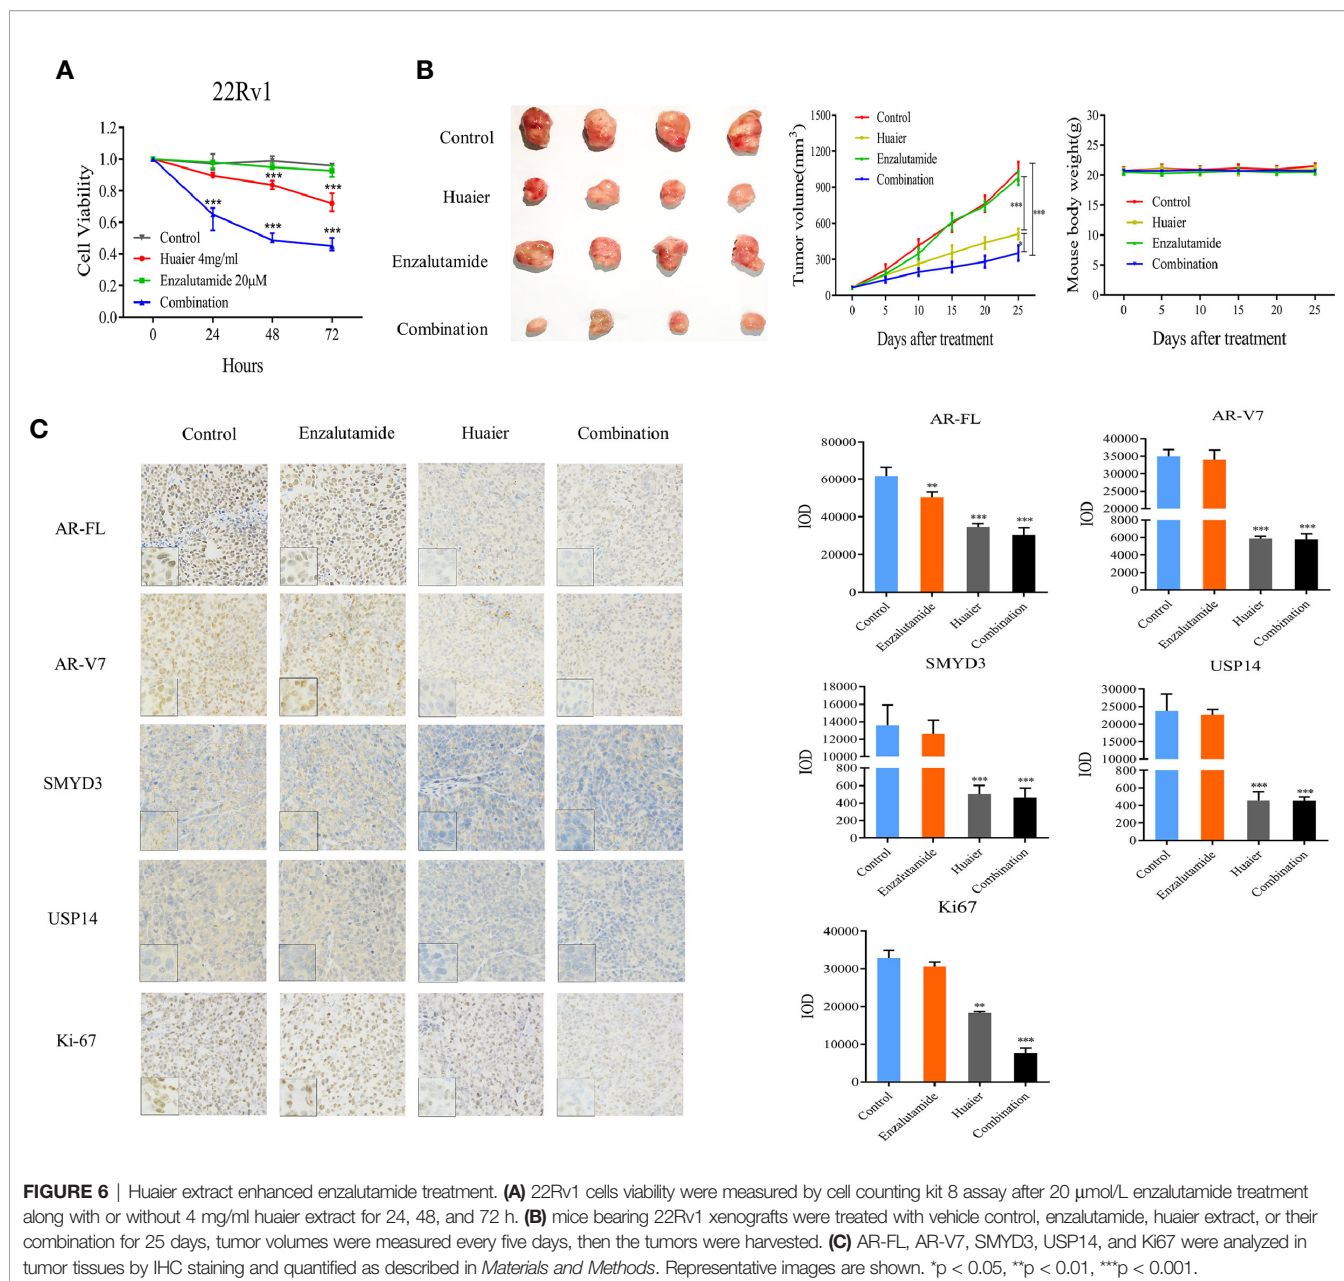 A
22Rv1
Cell Viability
1.2
1.0
0.8
0.6
0.4
0.2
0.0
***
***
***
***
***
Control
Huaier 4mg/ml
Enzalutamide 20μM
Combination
0
24
48
72
Hours
B
Control
Huaier
Enzalutamide
Combination
Tumor volume(mm³)
1500
1200
900
600
300
0
Control
Huaier
Enzalutamide
Combination
***
***
*
0
5
10
15
20
25
Days after treatment
Mouse body weight(g)
30
25
20
15
10
5
0
Control
Huaier
Enzalutamide
Combination
0
5
10
15
20
25
Days after treatment
C
Control
Enzalutamide
Huaier
Combination
AR-FL
AR-V7
SMYD3
USP14
Ki-67
AR-FL
IOD
80000
60000
40000
20000
0
**
***
***
Control
Enzalutamide
Huaier
Combination
AR-V7
IOD
40000
35000
30000
25000
20000
8000
6000
4000
2000
0
***
***
Control
Enzalutamide
Huaier
Combination
SMYD3
IOD
18000
16000
14000
12000
10000
800
600
400
200
0
***
***
Control
Enzalutamide
Huaier
Combination
USP14
IOD
30000
25000
20000
15000
10000
800
600
400
200
0
***
***
Control
Enzalutamide
Huaier
Combination
Ki67
IOD
40000
30000
20000
10000
0
**
***
Control
Enzalutamide
Huaier
Combination
FIGURE 6 | Huaier extract enhanced enzalutamide treatment. (A) 22Rv1 cells viability were measured by cell counting kit 8 assay after 20 μmol/L enzalutamide treatment
along with or without 4 mg/ml huaier extract for 24, 48, and 72 h. (B) mice bearing 22Rv1 xenografts were treated with vehicle control, enzalutamide, huaier extract, or their
combination for 25 days, tumor volumes were measured every five days, then the tumors were harvested. (C) AR-FL, AR-V7, SMYD3, USP14, and Ki67 were analyzed in
tumor tissues by IHC staining and quantified as described in Materials and Methods. Representative images are shown. *p < 0.05, **p < 0.01, ***p < 0.001.